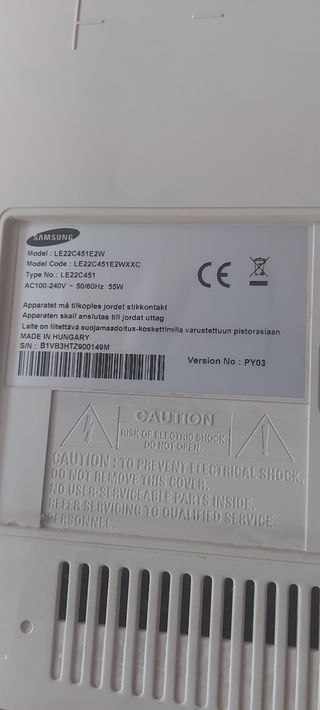 SAMSUNG
Model : LE22C451E2W
Model Code : LE22C451E2WXXC
Type No. : LE22C451
AC100-240V ~ 50/60Hz 55W
Apparatet må tilkoples jordet stikkontakt
Apparaten skall anslutas till jordat uttag
Laite on liitettävä suojamaadoitus-koskettimilla varustettuun pistorasiaan
MADE IN HUNGARY
S/N : B1VB3HTZ900149M
Version No : PY03
CAUTION
RISK OF ELECTRIC SHOCK
DO NOT OPEN.
CAUTION : TO PREVENT ELECTRICAL SHOCK,
DO NOT REMOVE THIS COVER.
NO USER-SERVICEABLE PARTS INSIDE.
REFER SERVICING TO QUALIFIED SERVICE
PERSONNEL.